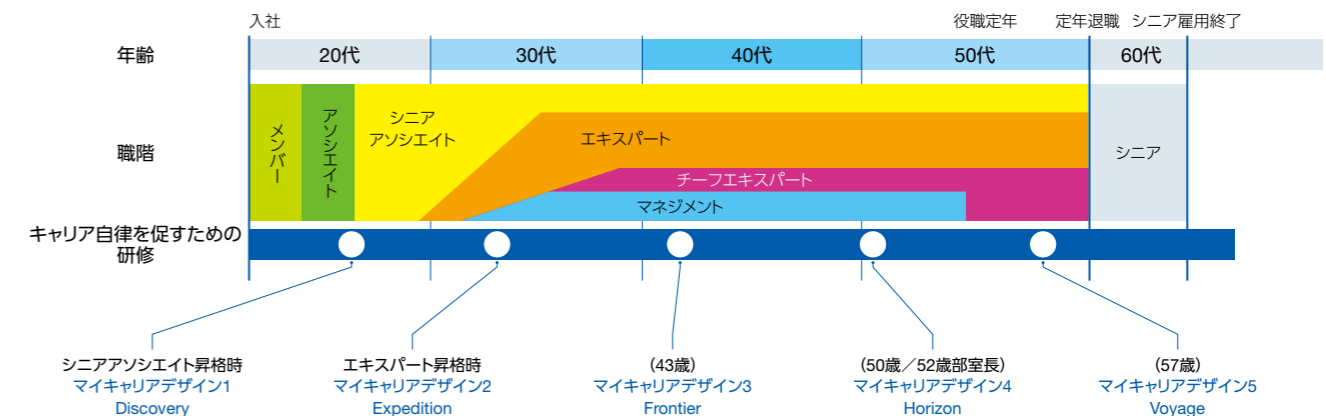 入社
役職定年
定年退職
シニア雇用終了
年齢
20代
30代
40代
50代
60代
職階
メンバー
アソシエイト
シニア
アソシエイト
エキスパート
チーフエキスパート
マネジメント
シニア
キャリア自律を促すための
研修
シニアアソシエイト昇格時
マイキャリアデザイン1
Discovery
エキスパート昇格時
マイキャリアデザイン2
Expedition
(43歳)
マイキャリアデザイン3
Frontier
(50歳／52歳部室長)
マイキャリアデザイン4
Horizon
(57歳)
マイキャリアデザイン5
Voyage